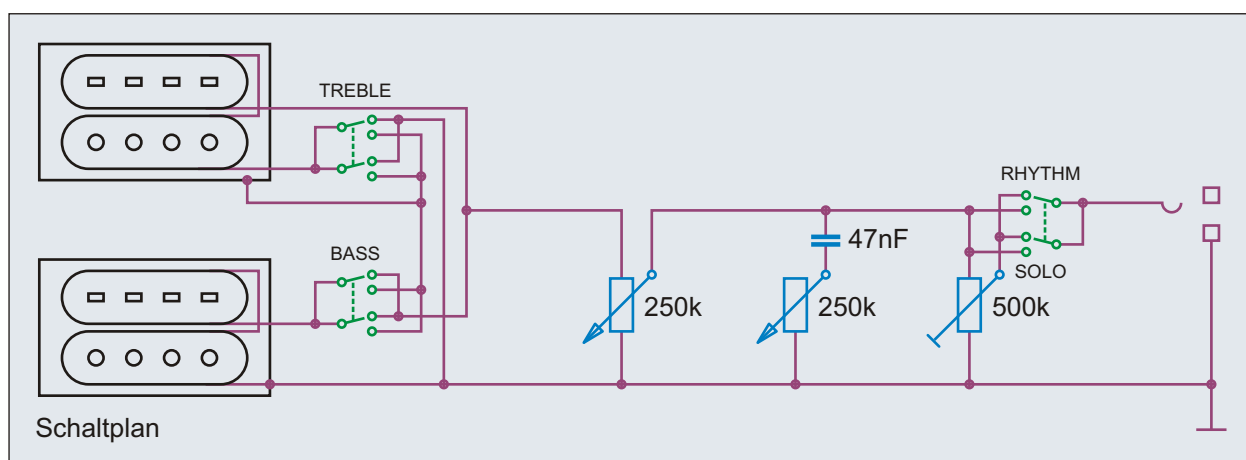 TREBLE
RHYTHM
47nF
BASS
SOLO
250k
250k
500k
Schaltplan